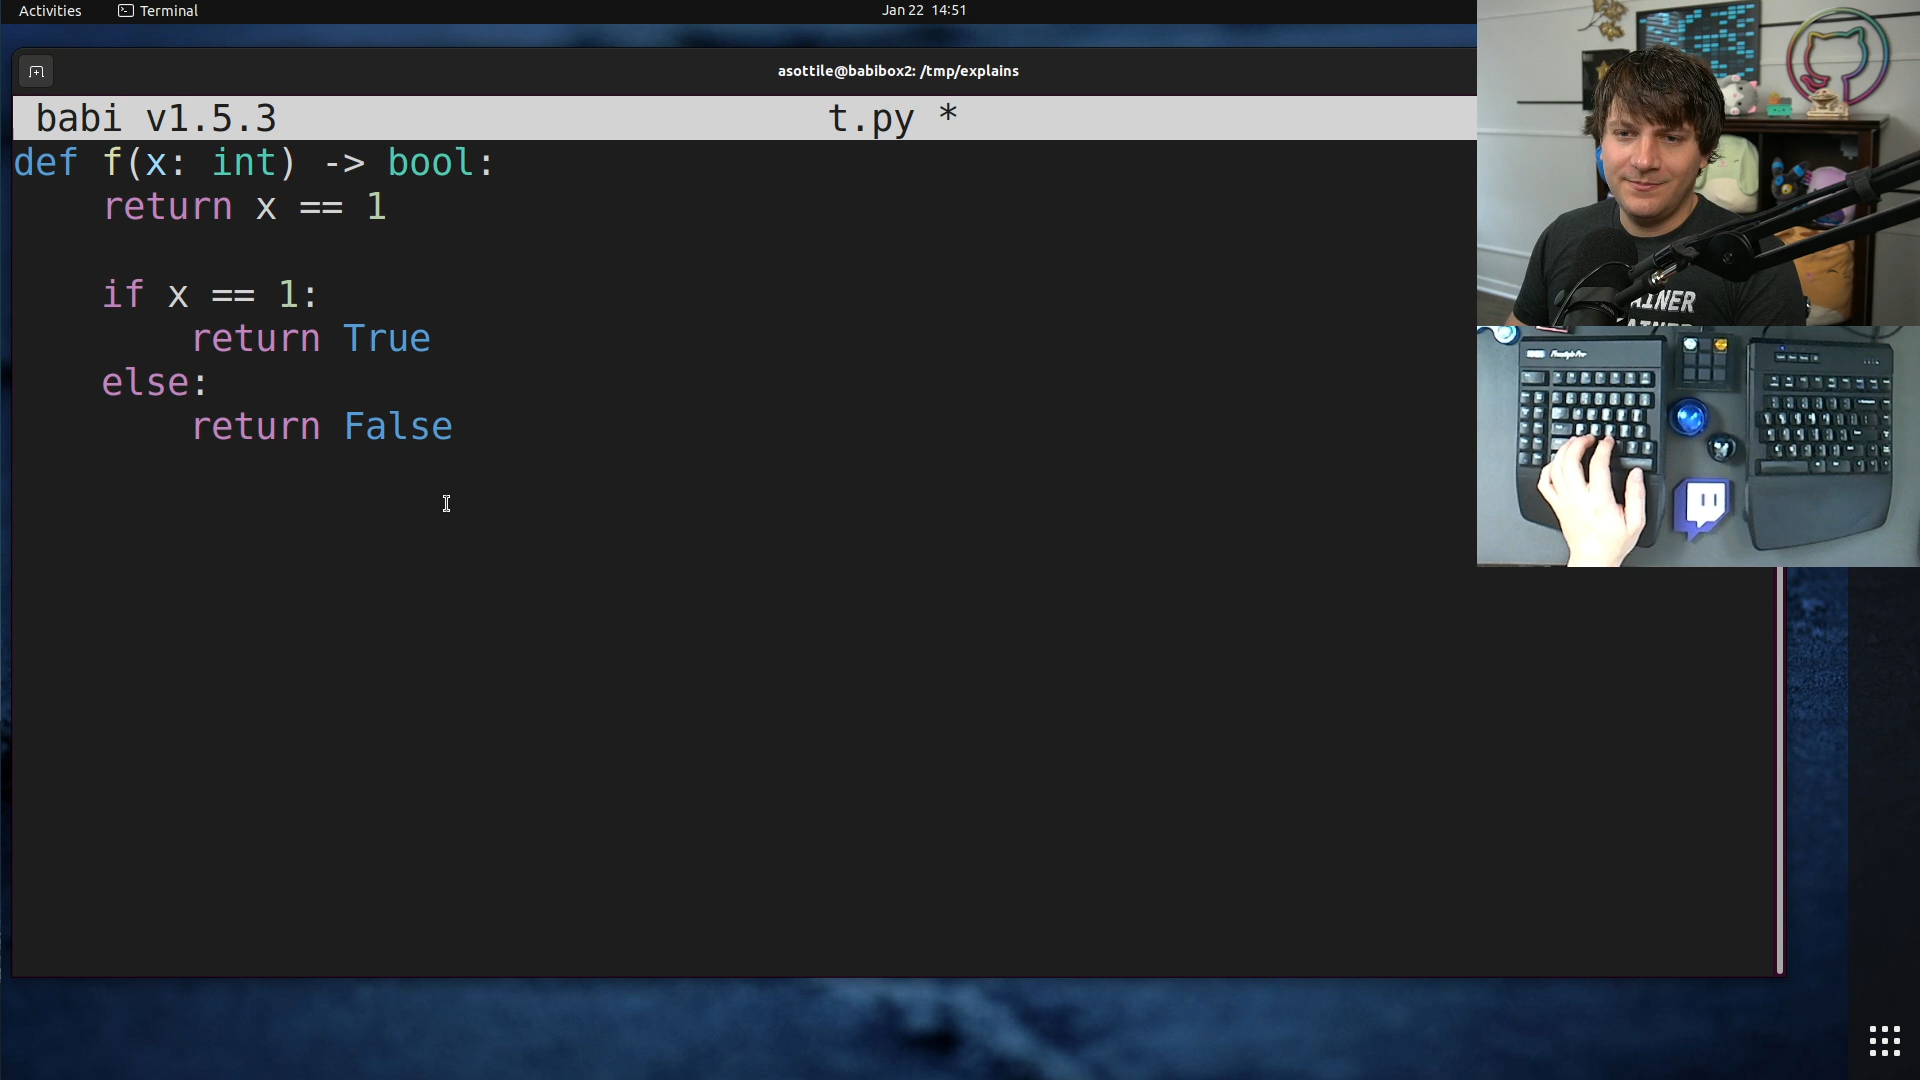 Activities
Terminal
Jan 22 14:51
asottile@babibox2: /tmp/explains
babi v1.5.3
t.py *
def f(x: int) -> bool:
    return x == 1

    if x == 1:
        return True
    else:
        return False
AINER